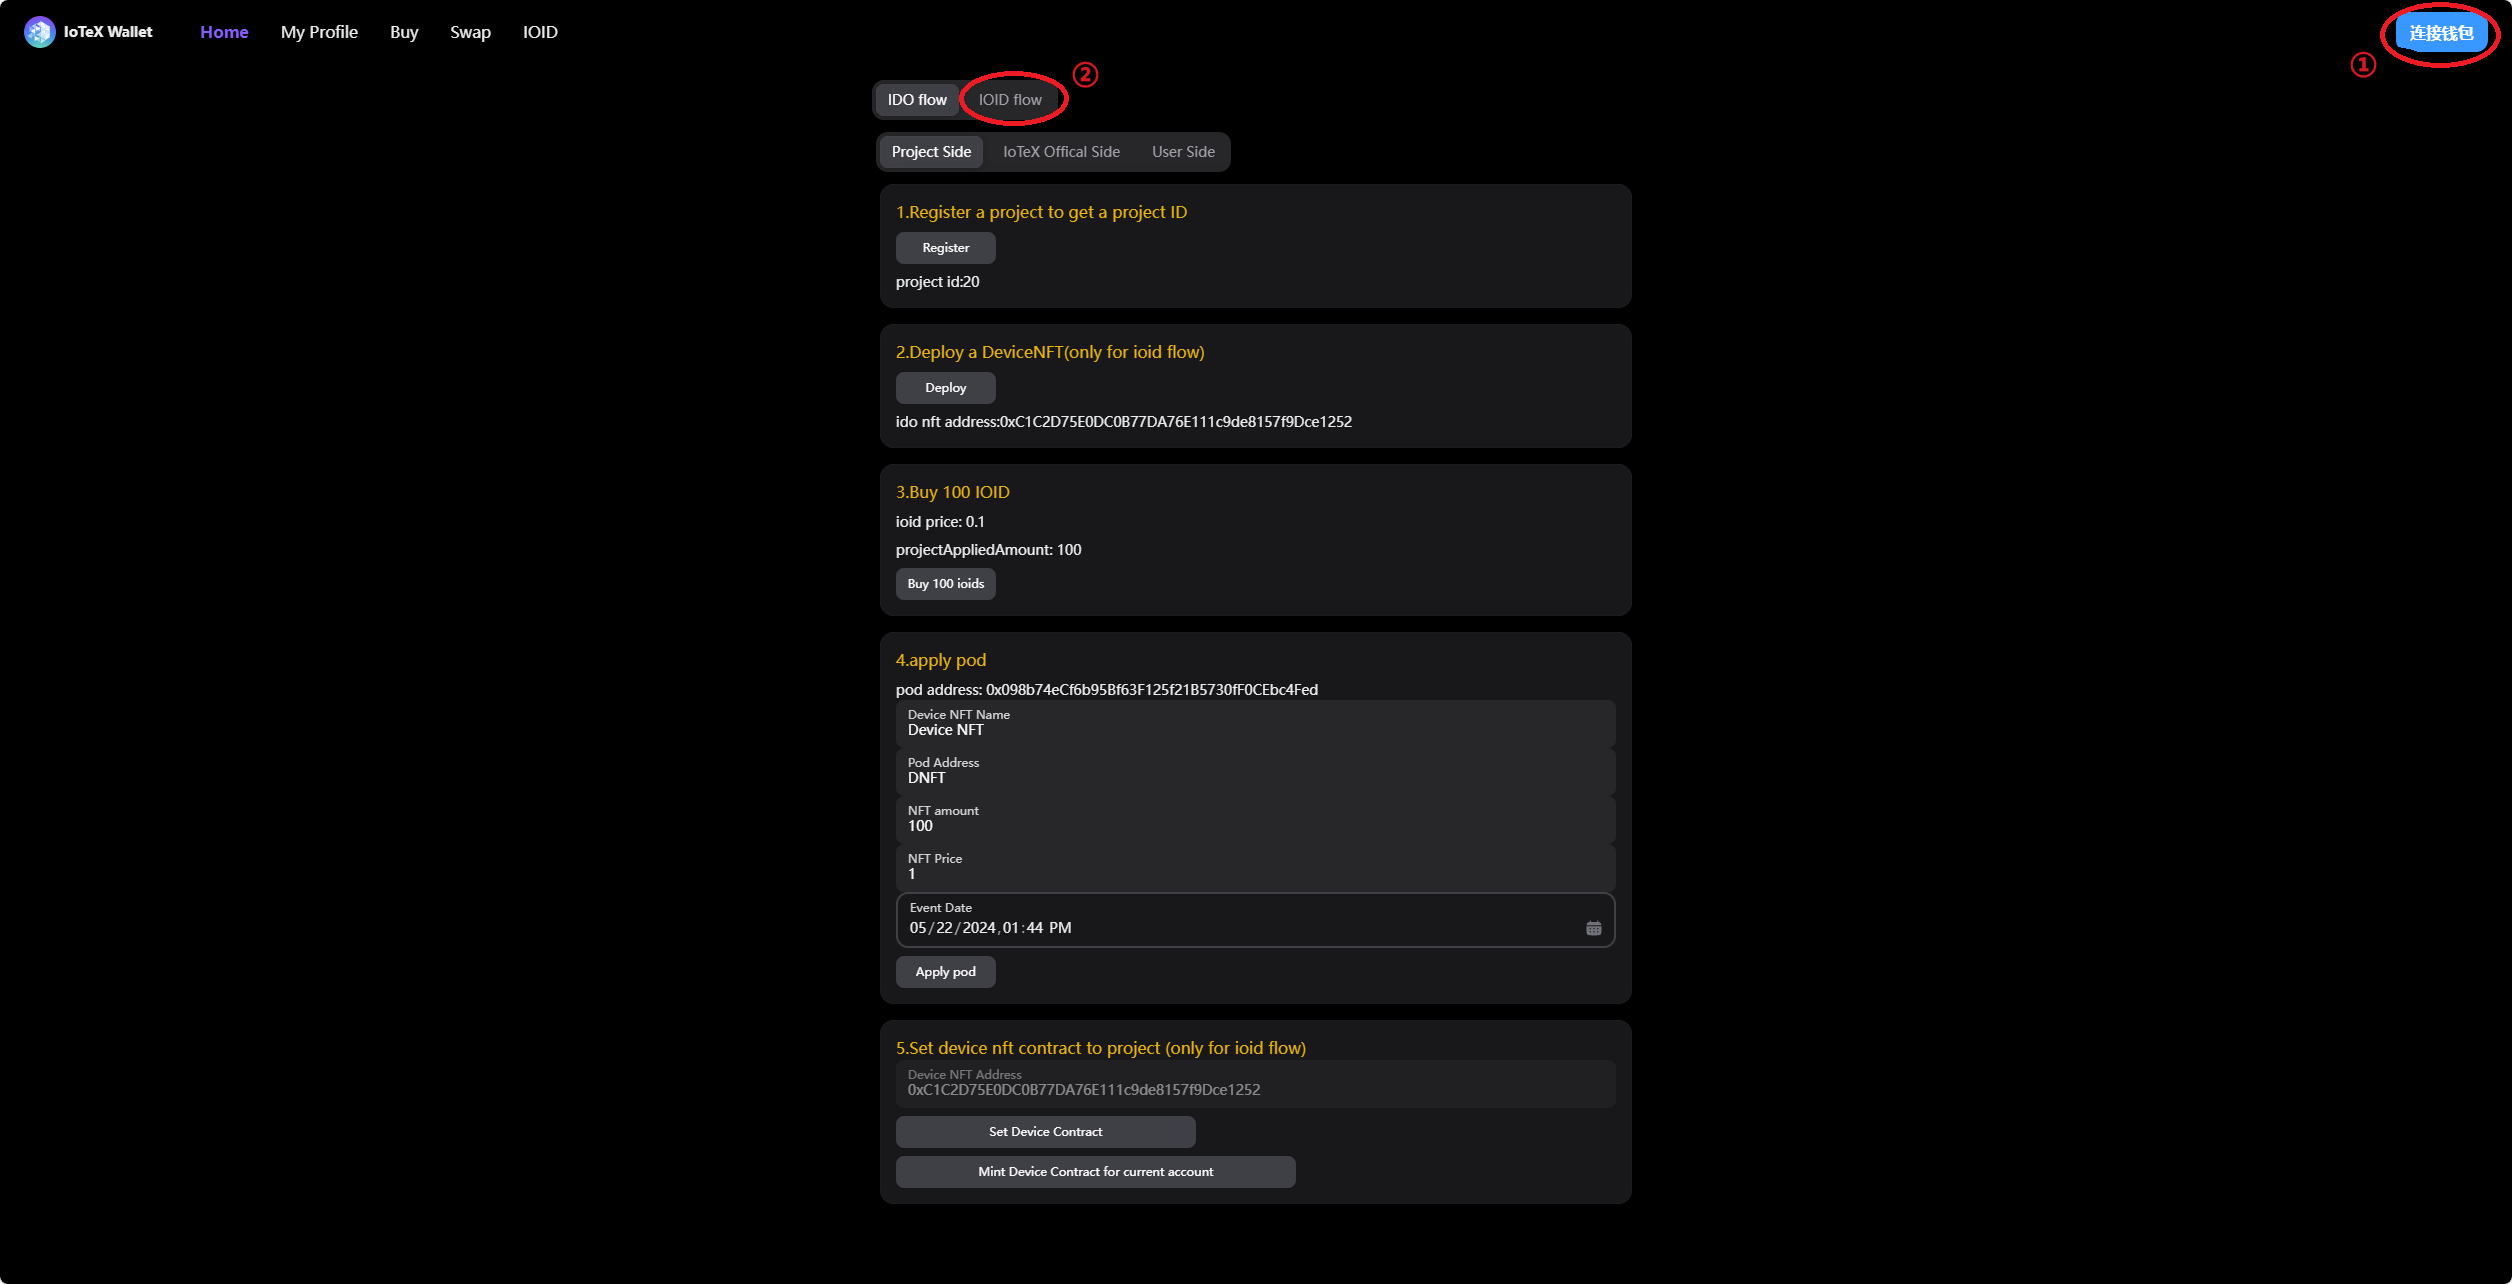 IoTeX Wallet
Home
My Profile
Buy
Swap
IOID
连接钱包
①
②
IDO flow
IOID flow
Project Side
IoTeX Offical Side
User Side
1.Register a project to get a project ID
Register
project id:20
2.Deploy a DeviceNFT(only for ioid flow)
Deploy
ido nft address:0xC1C2D75E0DC0B77DA76E111c9de8157f9Dce1252
3.Buy 100 IOID
ioid price: 0.1
projectAppliedAmount: 100
Buy 100 ioids
4.apply pod
pod address: 0x098b74eCf6b95Bf63F125f21B5730fF0CEbc4Fed
Device NFT Name
Device NFT
Pod Address
DNFT
NFT amount
100
NFT Price
1
Event Date
05/22/2024,01:44 PM
Apply pod
5.Set device nft contract to project (only for ioid flow)
Device NFT Address
0xC1C2D75E0DC0B77DA76E111c9de8157f9Dce1252
Set Device Contract
Mint Device Contract for current account